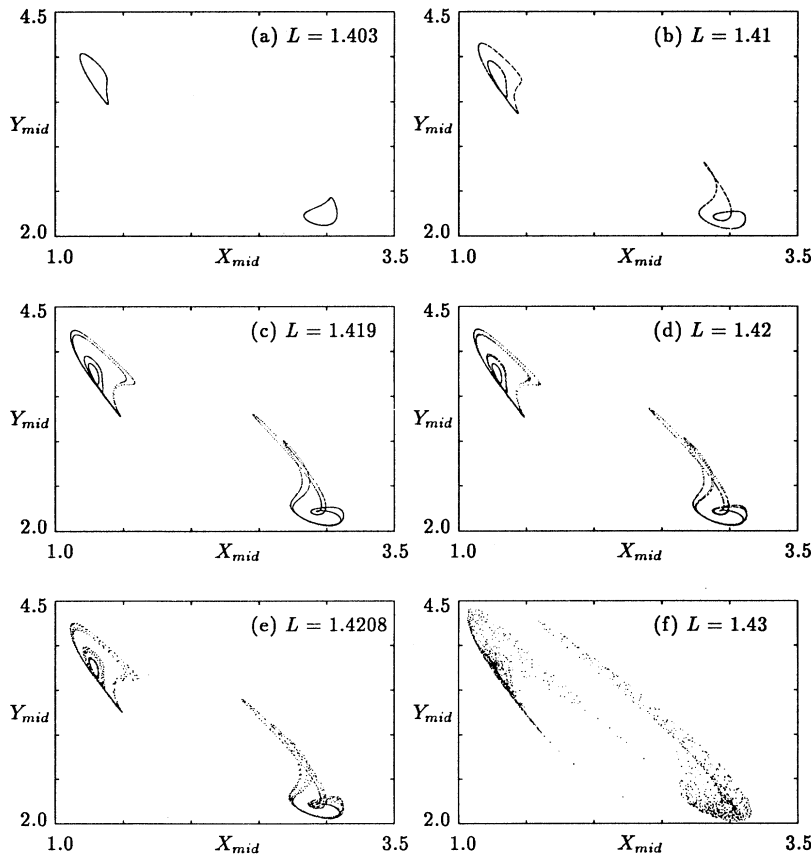 4.5
(a) L = 1.403
Y_mid
2.0
1.0
X_mid
3.5
4.5
(b) L = 1.41
Y_mid
2.0
1.0
X_mid
3.5
4.5
(c) L = 1.419
Y_mid
2.0
1.0
X_mid
3.5
4.5
(d) L = 1.42
Y_mid
2.0
1.0
X_mid
3.5
4.5
(e) L = 1.4208
Y_mid
2.0
1.0
X_mid
3.5
4.5
(f) L = 1.43
Y_mid
2.0
1.0
X_mid
3.5